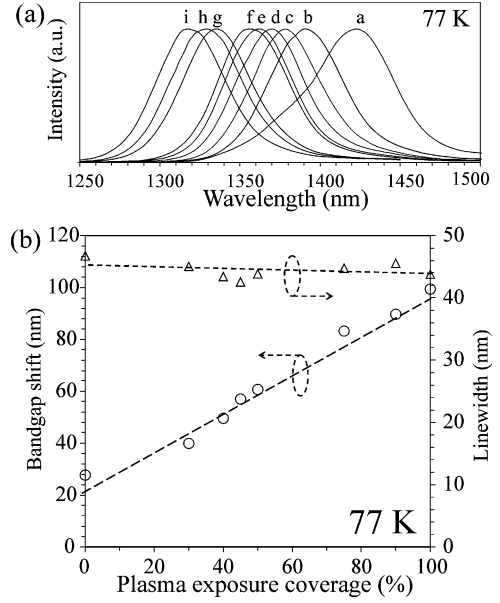 (a)
i h g f e d c b a 77 K
Intensity (a.u.)
1250 1300 1350 1400 1450 1500
Wavelength (nm)
(b)
120 50
100 40
80 30
60
40 20
20 10
0 0
Bandgap shift (nm)
Linewidth (nm)
77 K
0 20 40 60 80 100
Plasma exposure coverage (%)